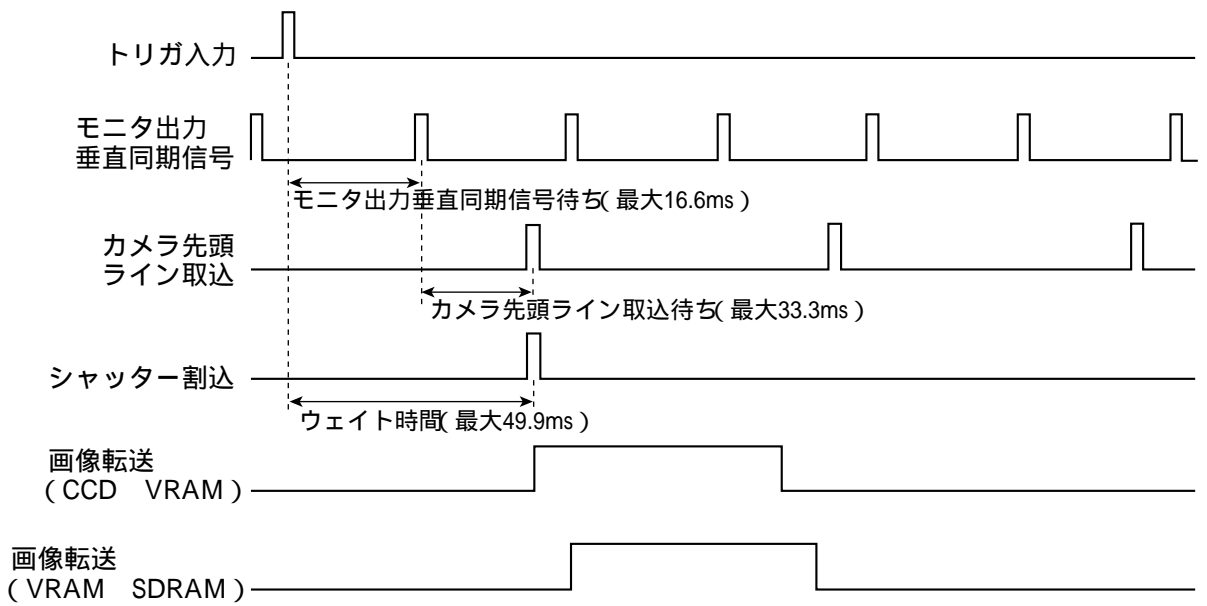 トリガ入力
モニタ出力
垂直同期信号
モニタ出力垂直同期信号待ち(最大16.6ms)
カメラ先頭
ライン取込
カメラ先頭ライン取込待ち(最大33.3ms)
シャッター割込
ウェイト時間(最大49.9ms)
画像転送
(CCD VRAM)
画像転送
(VRAM SDRAM)